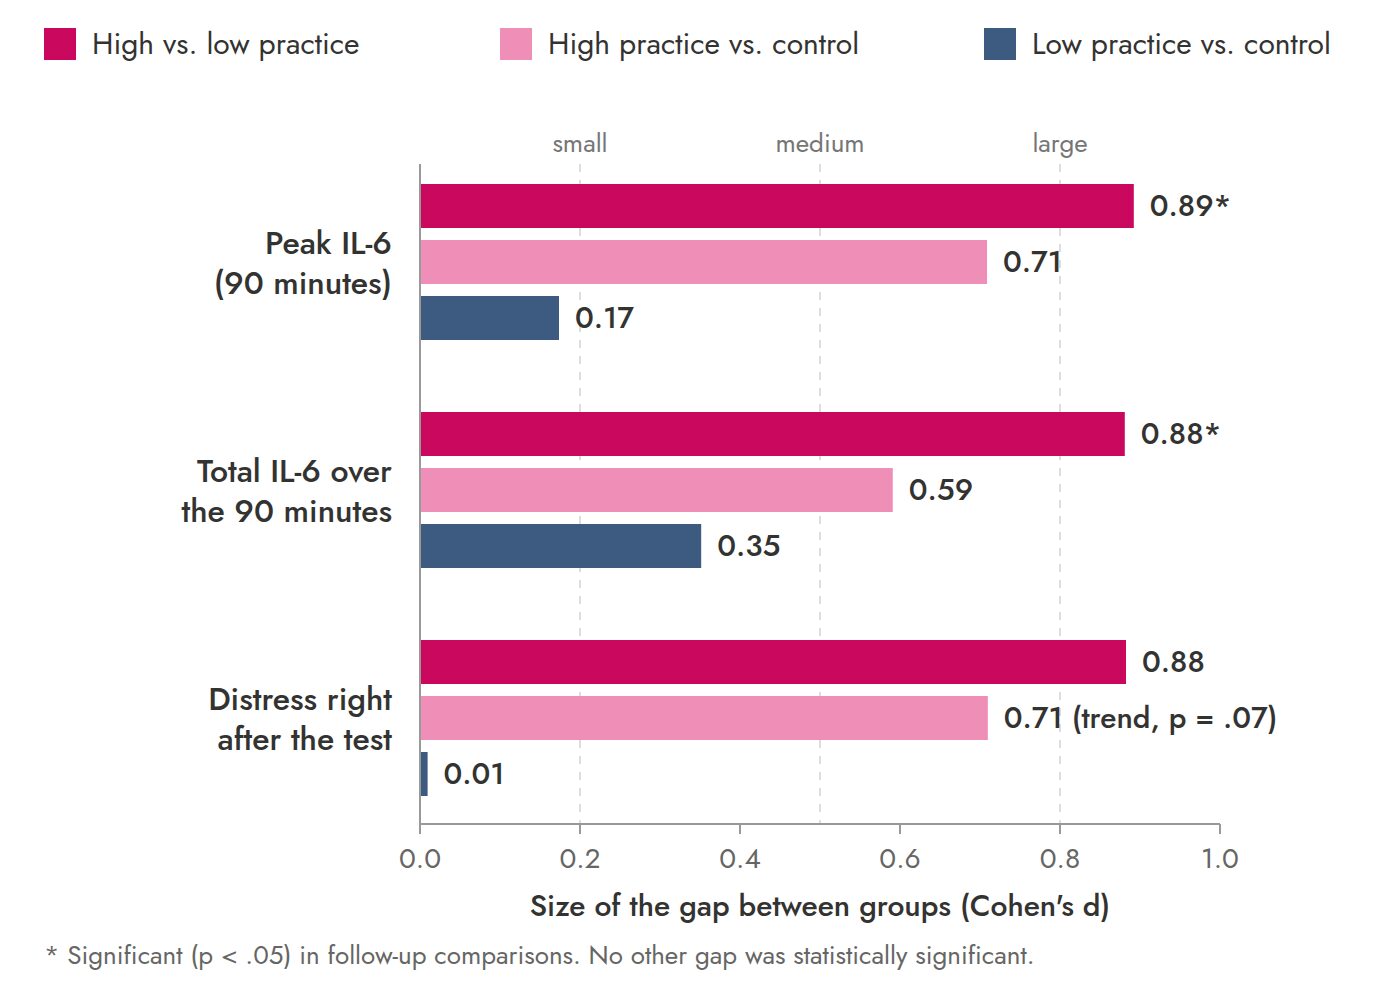 High vs. low practice
High practice vs. control
Low practice vs. control
small
medium
large
Peak IL-6
(90 minutes)
0.89*
0.71
0.17
Total IL-6 over
the 90 minutes
0.88*
0.59
0.35
Distress right
after the test
0.88
0.71 (trend, p = .07)
0.01
0.0
0.2
0.4
0.6
0.8
1.0
Size of the gap between groups (Cohen's d)
* Significant (p < .05) in follow-up comparisons. No other gap was statistically significant.